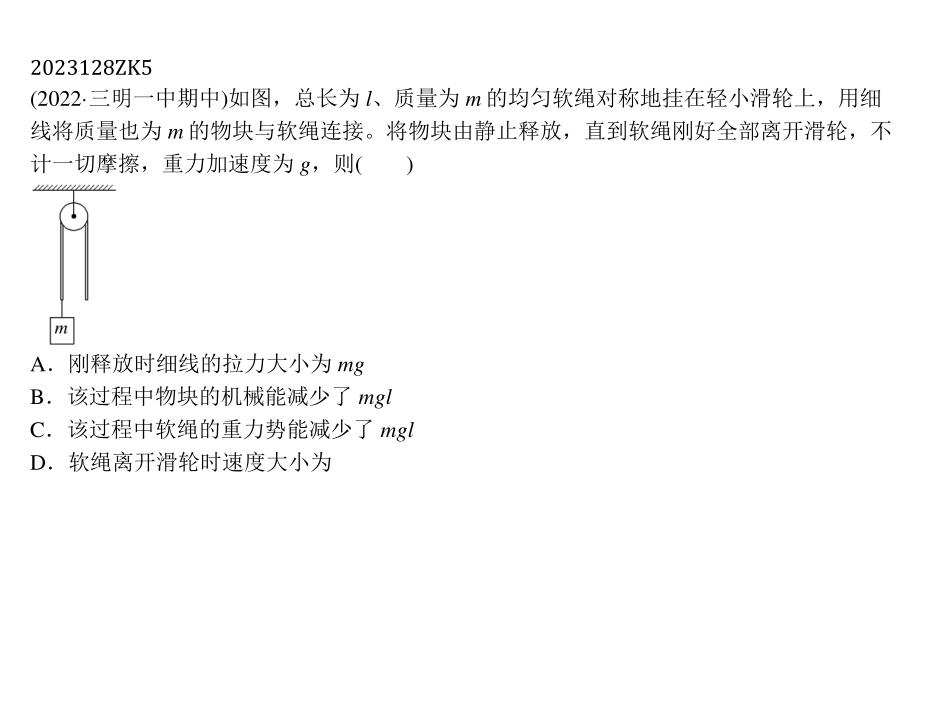 2023128ZK5
(2022·三明一中期中)如图，总长为 l、质量为 m 的均匀软绳对称地挂在轻小滑轮上，用细
线将质量也为 m 的物块与软绳连接。将物块由静止释放，直到软绳刚好全部离开滑轮，不
计一切摩擦，重力加速度为 g，则(　　)
m
A．刚释放时细线的拉力大小为 mg
B．该过程中物块的机械能减少了 mgl
C．该过程中软绳的重力势能减少了 mgl
D．软绳离开滑轮时速度大小为